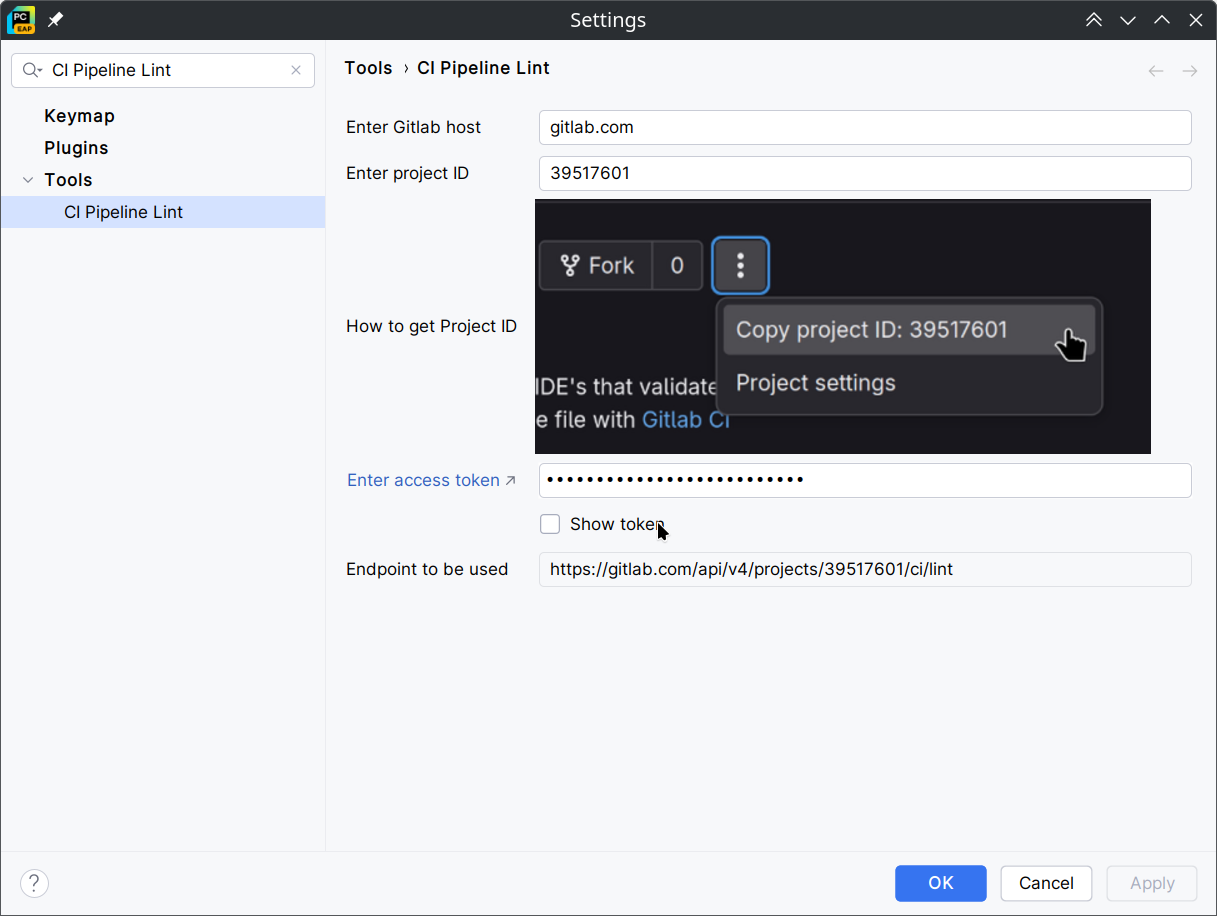 PC
EAP
Settings
CI Pipeline Lint
Keymap
Plugins
Tools
CI Pipeline Lint
Tools › CI Pipeline Lint
Enter Gitlab host
gitlab.com
Enter project ID
39517601
How to get Project ID
Fork
0
Copy project ID: 39517601
Project settings
IDE's that validate
e file with Gitlab CI
Enter access token
••••••••••••••••••••••••••
Show token
Endpoint to be used
https://gitlab.com/api/v4/projects/39517601/ci/lint
?
OK
Cancel
Apply